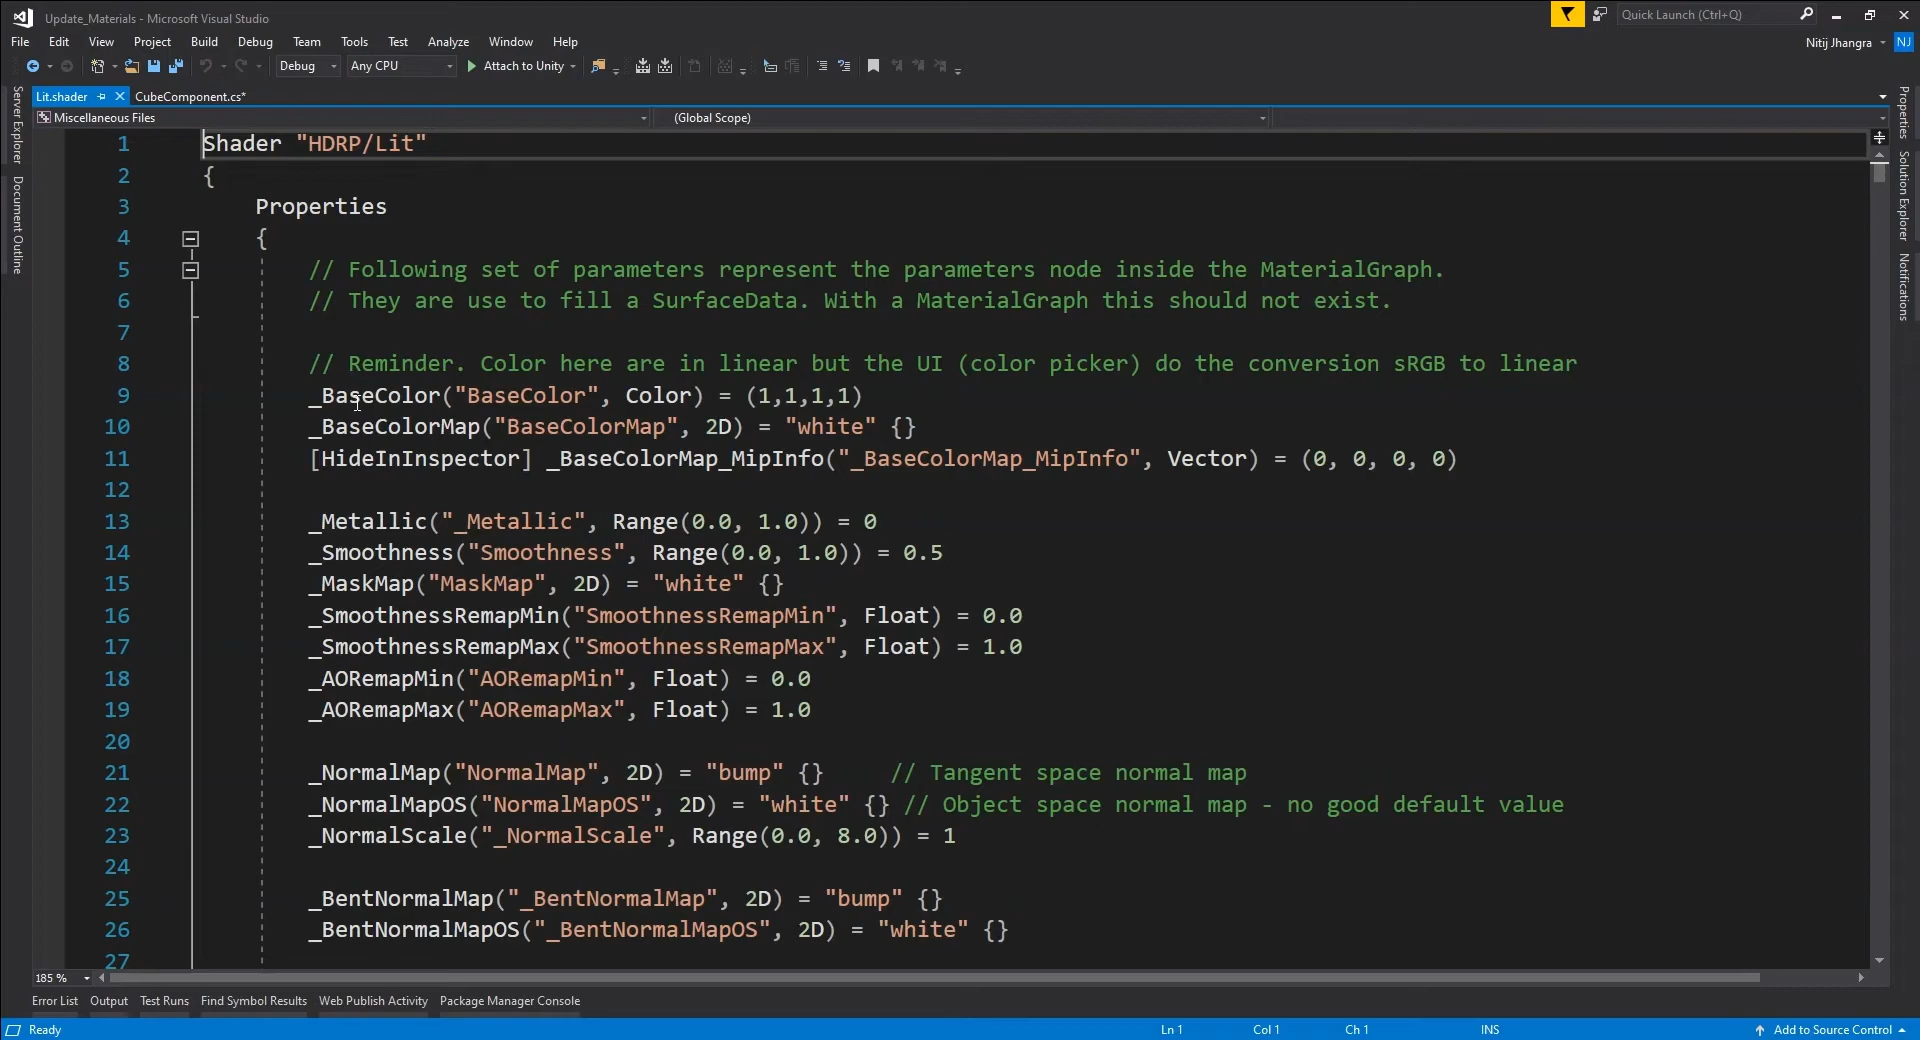 Update_Materials - Microsoft Visual Studio
Quick Launch (Ctrl+Q)
File Edit View Project Build Debug Team Tools Test Analyze Window Help
Nitij Jhangra NJ
Debug Any CPU Attach to Unity
Lit.shader CubeComponent.cs*
Miscellaneous Files (Global Scope)
Server Explorer
Document Outline
Properties
Solution Explorer
Notifications
1 Shader "HDRP/Lit"
2 {
3 Properties
4 {
5 // Following set of parameters represent the parameters node inside the MaterialGraph.
6 // They are use to fill a SurfaceData. With a MaterialGraph this should not exist.
7
8 // Reminder. Color here are in linear but the UI (color picker) do the conversion sRGB to linear
9 _BaseColor("BaseColor", Color) = (1,1,1,1)
10 _BaseColorMap("BaseColorMap", 2D) = "white" {}
11 [HideInInspector] _BaseColorMap_MipInfo("_BaseColorMap_MipInfo", Vector) = (0, 0, 0, 0)
12
13 _Metallic("_Metallic", Range(0.0, 1.0)) = 0
14 _Smoothness("Smoothness", Range(0.0, 1.0)) = 0.5
15 _MaskMap("MaskMap", 2D) = "white" {}
16 _SmoothnessRemapMin("SmoothnessRemapMin", Float) = 0.0
17 _SmoothnessRemapMax("SmoothnessRemapMax", Float) = 1.0
18 _AORemapMin("AORemapMin", Float) = 0.0
19 _AORemapMax("AORemapMax", Float) = 1.0
20
21 _NormalMap("NormalMap", 2D) = "bump" {} // Tangent space normal map
22 _NormalMapOS("NormalMapOS", 2D) = "white" {} // Object space normal map - no good default value
23 _NormalScale("_NormalScale", Range(0.0, 8.0)) = 1
24
25 _BentNormalMap("_BentNormalMap", 2D) = "bump" {}
26 _BentNormalMapOS("_BentNormalMapOS", 2D) = "white" {}
27
185 %
Error List Output Test Runs Find Symbol Results Web Publish Activity Package Manager Console
Ready Ln 1 Col 1 Ch 1 INS Add to Source Control